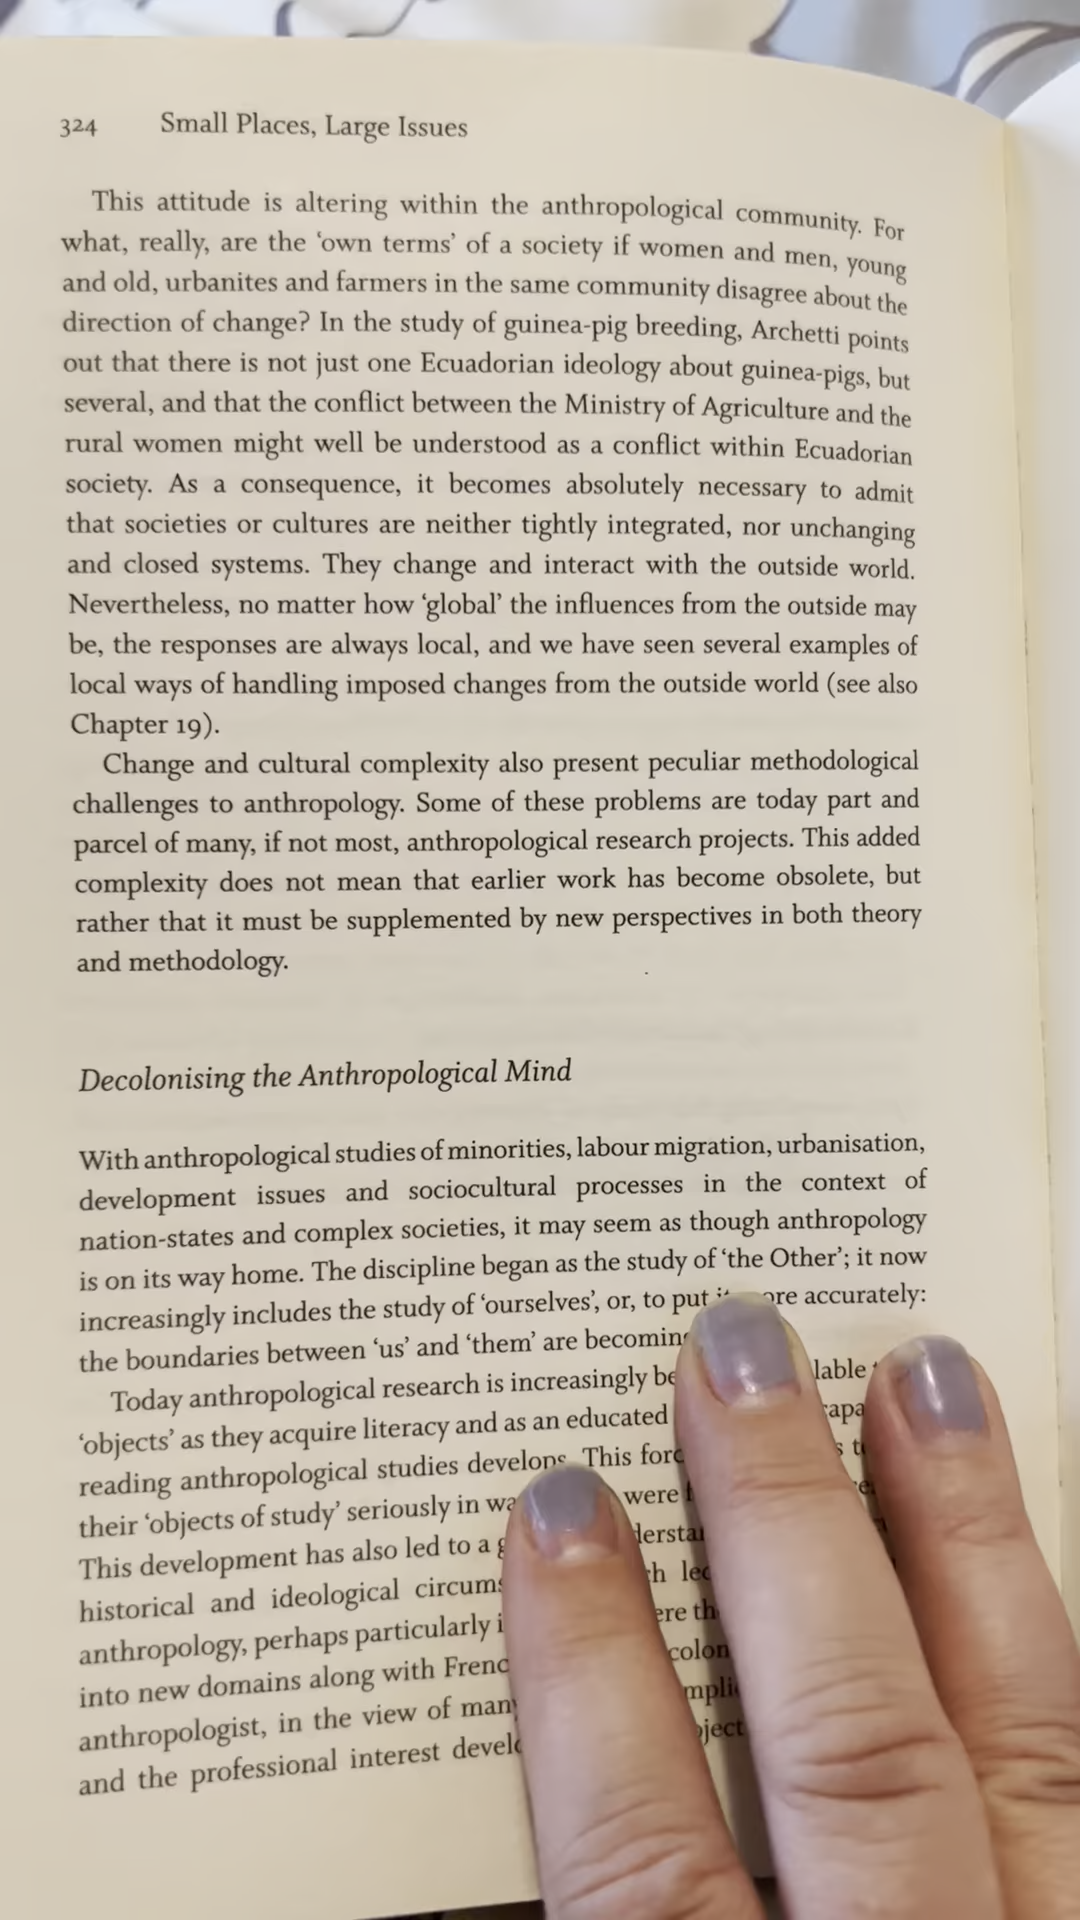 324 Small Places, Large Issues
This attitude is altering within the anthropological community. For
what, really, are the ‘own terms’ of a society if women and men, young
and old, urbanites and farmers in the same community disagree about the
direction of change? In the study of guinea-pig breeding, Archetti points
out that there is not just one Ecuadorian ideology about guinea-pigs, but
several, and that the conflict between the Ministry of Agriculture and the
rural women might well be understood as a conflict within Ecuadorian
society. As a consequence, it becomes absolutely necessary to admit
that societies or cultures are neither tightly integrated, nor unchanging
and closed systems. They change and interact with the outside world.
Nevertheless, no matter how ‘global’ the influences from the outside may
be, the responses are always local, and we have seen several examples of
local ways of handling imposed changes from the outside world (see also
Chapter 19).
Change and cultural complexity also present peculiar methodological
challenges to anthropology. Some of these problems are today part and
parcel of many, if not most, anthropological research projects. This added
complexity does not mean that earlier work has become obsolete, but
rather that it must be supplemented by new perspectives in both theory
and methodology.
Decolonising the Anthropological Mind
With anthropological studies of minorities, labour migration, urbanisation,
development issues and sociocultural processes in the context of
nation-states and complex societies, it may seem as though anthropology
is on its way home. The discipline began as the study of ‘the Other’; it now
increasingly includes the study of ‘ourselves’, or, to put accurately:
the boundaries between ‘us’ and ‘them’ are
Today anthropological research is increasingly
‘objects’ as they acquire literacy and as an educated
reading anthropological studies develops. This
their ‘objects of study’ seriously in were
This development has also led to a
historical and ideological
anthropology, perhaps particularly
into new domains along with
anthropologist, in the view of
and the professional interest